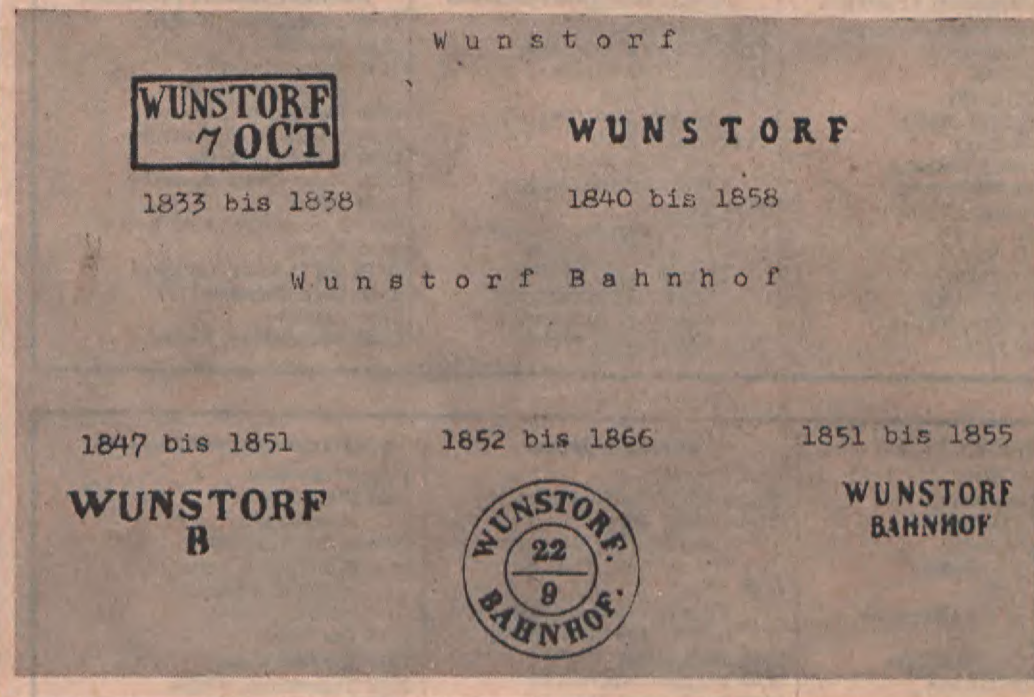 Wunstorf
WUNSTORF
7 OCT
WUNSTORF
1833 bis 1838
1840 bis 1858
Wunstorf Bahnhof
1847 bis 1851
1852 bis 1866
1851 bis 1855
WUNSTORF
B
WUNSTORF.
22
9
BAHNHOF.
WUNSTORF
BAHNHOF